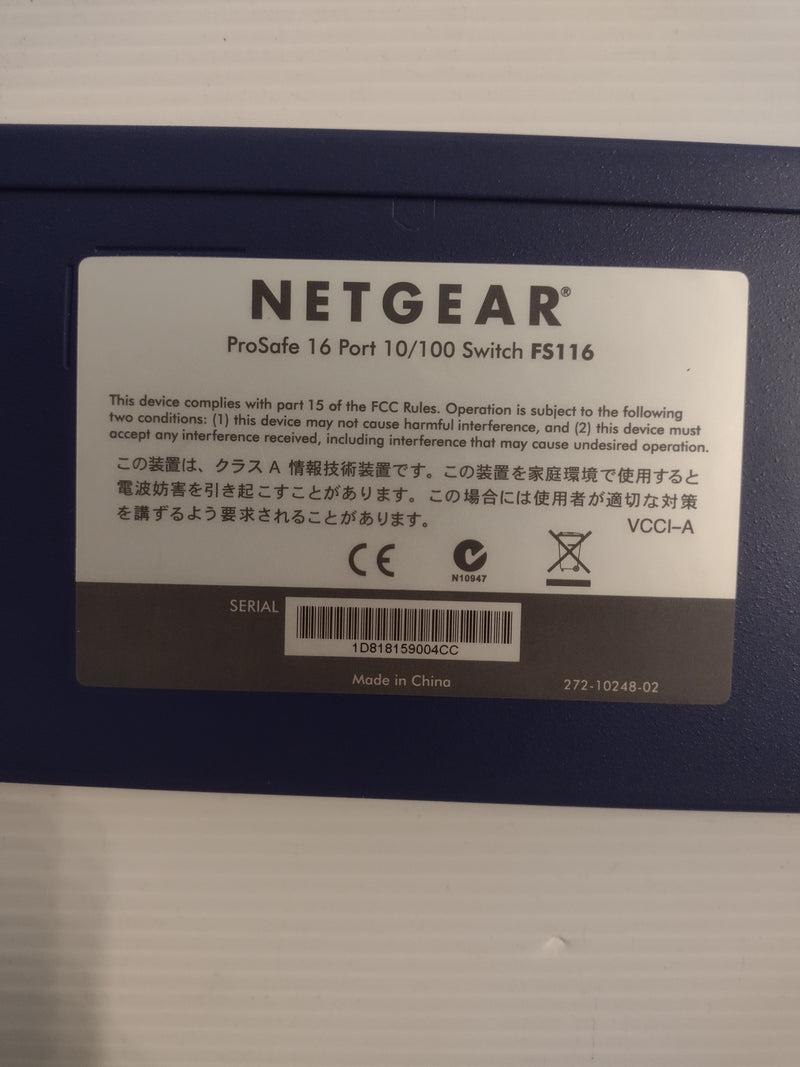 NETGEAR®
ProSafe 16 Port 10/100 Switch FS116
This device complies with part 15 of the FCC Rules. Operation is subject to the following
two conditions: (1) this device may not cause harmful interference, and (2) this device must
accept any interference received, including interference that may cause undesired operation.
この装置は、クラス A 情報技術装置です。この装置を家庭環境で使用すると
電波妨害を引き起こすことがあります。この場合には使用者が適切な対策
を講ずるよう要求されることがあります。
VCCI-A
CE
N10947
SERIAL
1D818159004CC
Made in China
272-10248-02